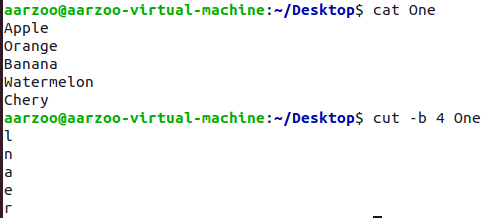 aarzoo@aarzoo-virtual-machine:~/Desktop$ cat One
Apple
Orange
Banana
Watermelon
Chery
aarzoo@aarzoo-virtual-machine:~/Desktop$ cut -b 4 One
l
n
a
e
r